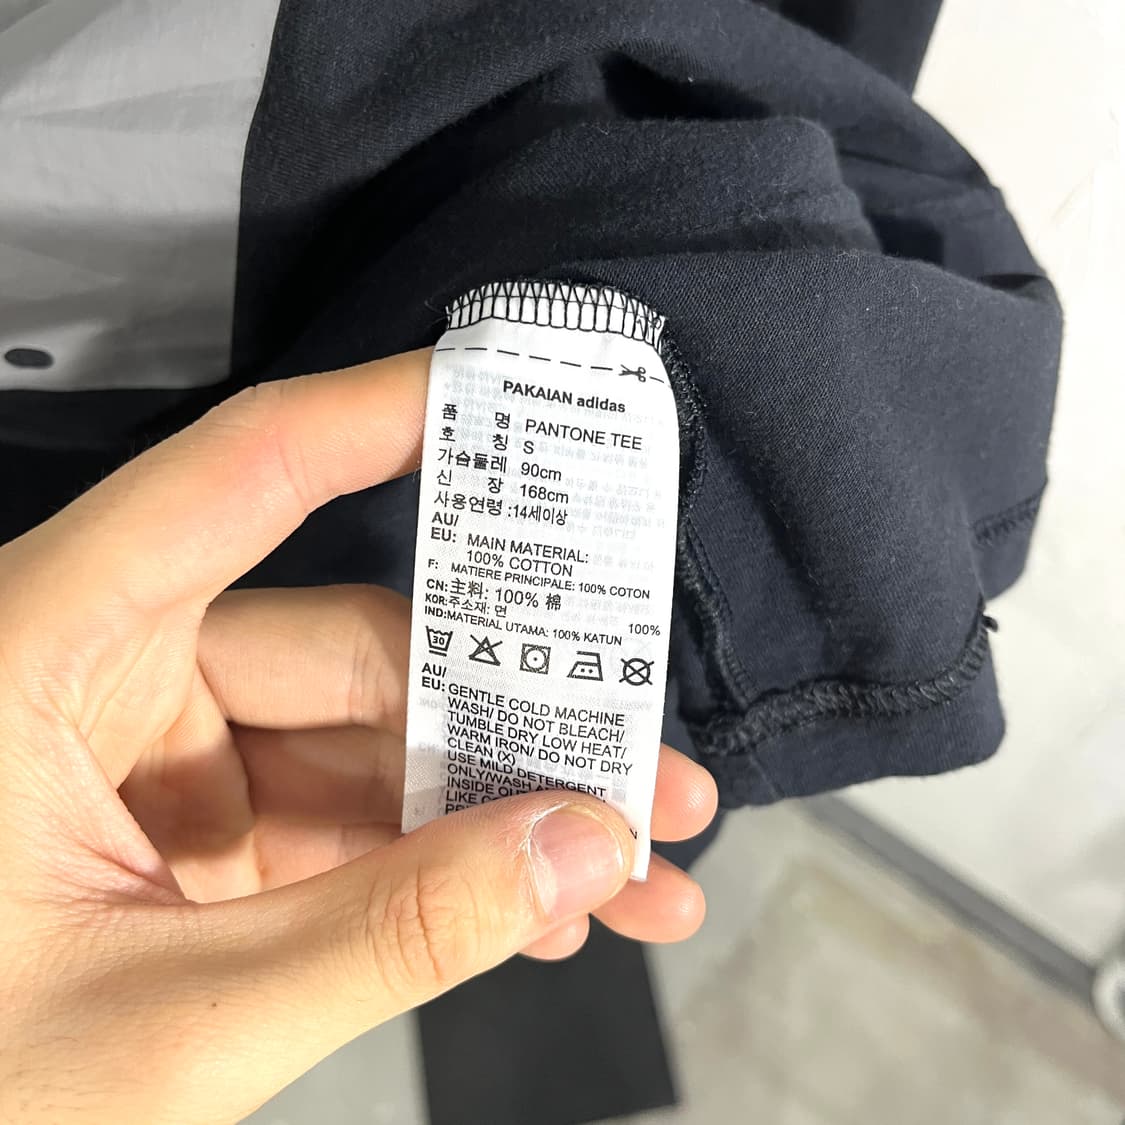 PAKAIAN adidas
품 명 PANTONE TEE
호 칭 S
가슴둘레 90cm
신 장 168cm
사용연령 :14세이상
AU/
EU: MAIN MATERIAL:
100% COTTON
F: MATIERE PRINCIPALE: 100% COTON
CN: 主料: 100% 棉
KOR: 주소재: 면 100%
IND: MATERIAL UTAMA: 100% KATUN
30
AU/
EU: GENTLE COLD MACHINE
WASH/ DO NOT BLEACH/
TUMBLE DRY LOW HEAT/
WARM IRON/ DO NOT DRY
CLEAN (X)
USE MILD DETERGENT
ONLY/WASH
INSIDE
LIKE